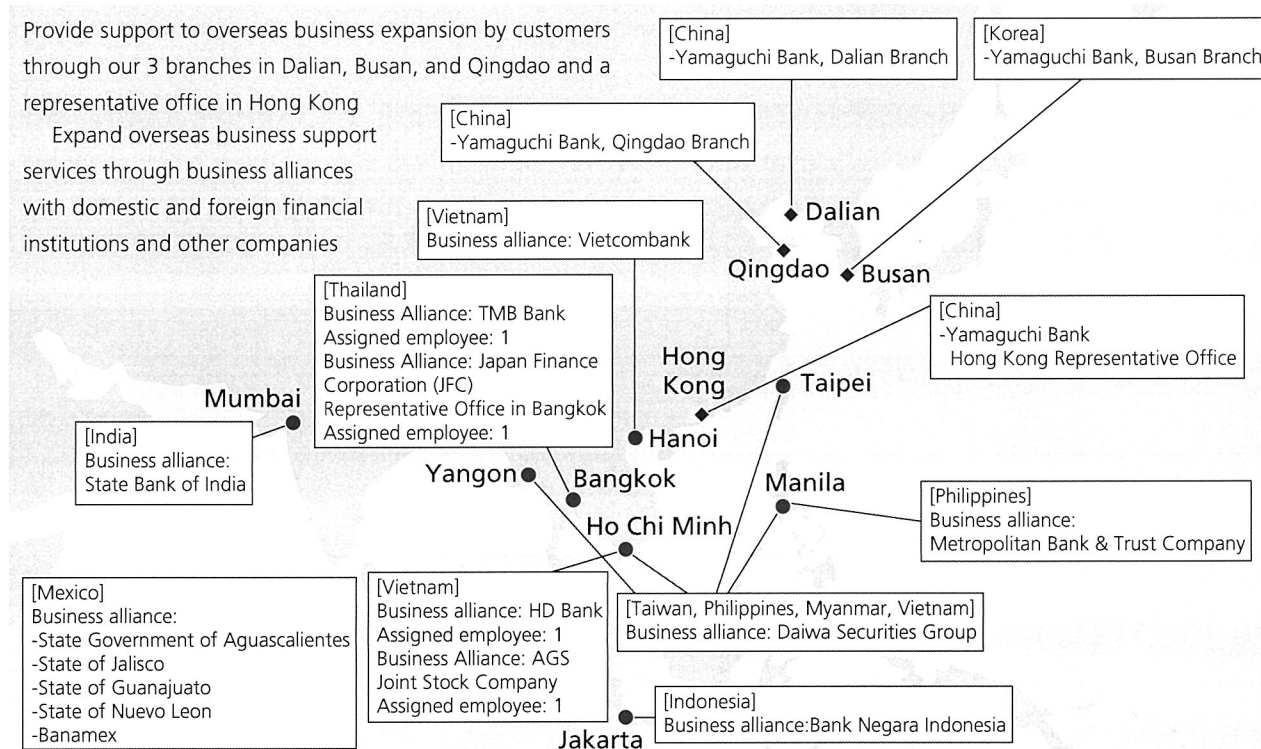 Provide support to overseas business expansion by customers
through our 3 branches in Dalian, Busan, and Qingdao and a
representative office in Hong Kong
Expand overseas business support
services through business alliances
with domestic and foreign financial
institutions and other companies
[China]
-Yamaguchi Bank, Dalian Branch
[Korea]
-Yamaguchi Bank, Busan Branch
[China]
-Yamaguchi Bank, Qingdao Branch
[Vietnam]
Business alliance: Vietcombank
Dalian
Qingdao
Busan
[Thailand]
Business Alliance: TMB Bank
Assigned employee: 1
Business Alliance: Japan Finance
Corporation (JFC)
Representative Office in Bangkok
Assigned employee: 1
[China]
-Yamaguchi Bank
Hong Kong Representative Office
Hong
Kong
Taipei
Mumbai
Hanoi
[India]
Business alliance:
State Bank of India
Yangon
Bangkok
Manila
[Philippines]
Business alliance:
Metropolitan Bank & Trust Company
Ho Chi Minh
[Mexico]
Business alliance:
-State Government of Aguascalientes
-State of Jalisco
-State of Guanajuato
-State of Nuevo Leon
-Banamex
[Vietnam]
Business alliance: HD Bank
Assigned employee: 1
Business Alliance: AGS
Joint Stock Company
Assigned employee: 1
[Taiwan, Philippines, Myanmar, Vietnam]
Business alliance: Daiwa Securities Group
[Indonesia]
Business alliance:Bank Negara Indonesia
Jakarta